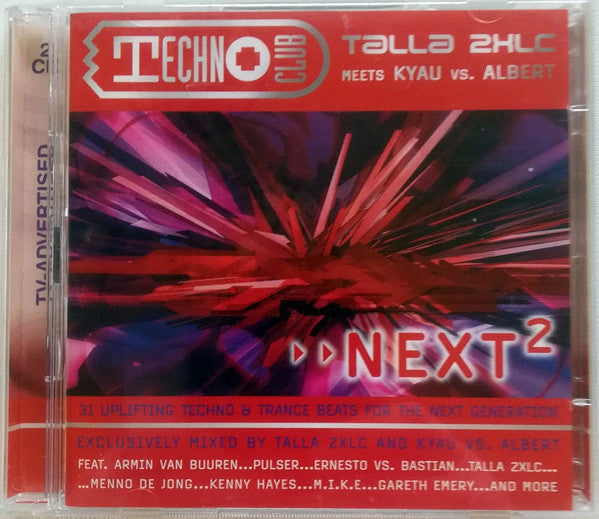 2
CD
TV-ADVERTISED
TECHNO
CLUB
TALLA 2XLC
MEETS KYAU VS. ALBERT
NEXT²
31 UPLIFTING TECHNO & TRANCE BEATS FOR THE NEXT GENERATION
EXCLUSIVELY MIXED BY TALLA 2XLC AND KYAU VS. ALBERT
FEAT. ARMIN VAN BUUREN...PULSER...ERNESTO VS. BASTIAN...TALLA 2XLC...
...MENNO DE JONG...KENNY HAYES...M.I.K.E...GARETH EMERY...AND MORE